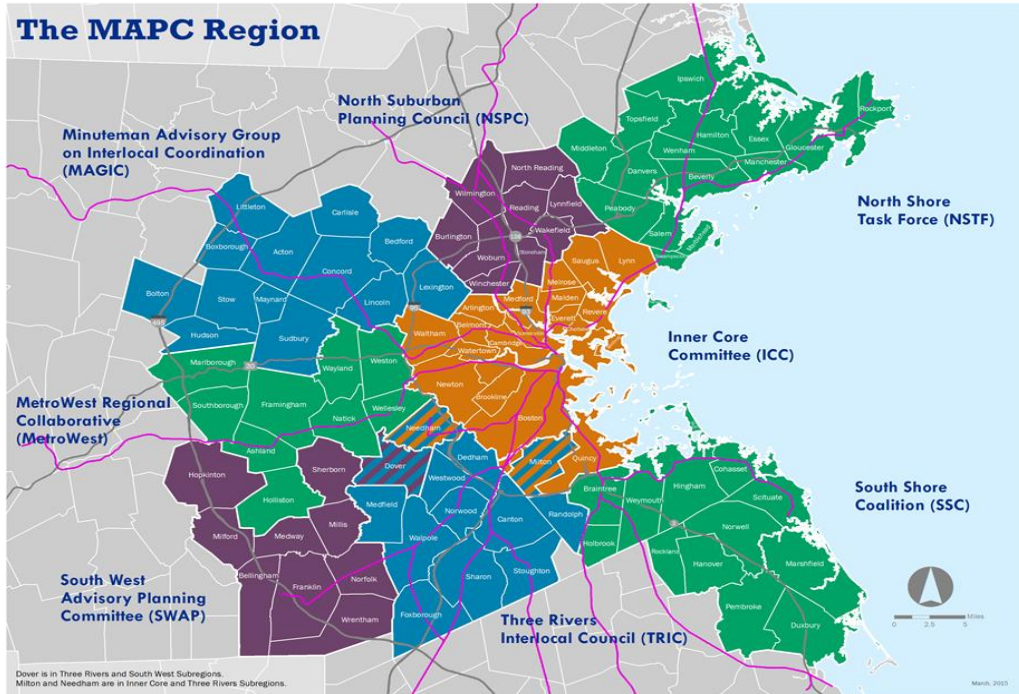 The MAPC Region
North Suburban
Planning Council (NSPC)
Minuteman Advisory Group
on Interlocal Coordination
(MAGIC)
North Shore
Task Force (NSTF)
Inner Core
Committee (ICC)
MetroWest Regional
Collaborative
(MetroWest)
South Shore
Coalition (SSC)
South West
Advisory Planning
Committee (SWAP)
Three Rivers
Interlocal Council (TRIC)
Ipswich
Rockport
Topsfield
Hamilton
Essex
Gloucester
Middleton
Wenham
Manchester
Danvers
Beverly
Peabody
Salem
Marblehead
Swampscott
North Reading
Wilmington
Reading
Lynnfield
Wakefield
Burlington
Stoneham
Woburn
Winchester
Littleton
Carlisle
Boxborough
Acton
Bedford
Concord
Lexington
Bolton
Stow
Maynard
Lincoln
Hudson
Sudbury
Saugus
Lynn
Melrose
Medford
Malden
Arlington
Revere
Everett
Belmont
Waltham
Cambridge
Watertown
Newton
Brookline
Boston
Quincy
Needham
Milton
Dover
Marlborough
Wayland
Weston
Southborough
Framingham
Natick
Wellesley
Ashland
Holliston
Hopkinton
Sherborn
Millis
Milford
Medway
Bellingham
Franklin
Norfolk
Wrentham
Dedham
Westwood
Medfield
Norwood
Canton
Randolph
Walpole
Sharon
Stoughton
Foxborough
Braintree
Weymouth
Hingham
Cohasset
Scituate
Holbrook
Norwell
Rockland
Hanover
Marshfield
Pembroke
Duxbury
495
20
95
93
3
0 2.5 5 Miles
Dover is in Three Rivers and South West Subregions.
Milton and Needham are in Inner Core and Three Rivers Subregions.
March, 2015